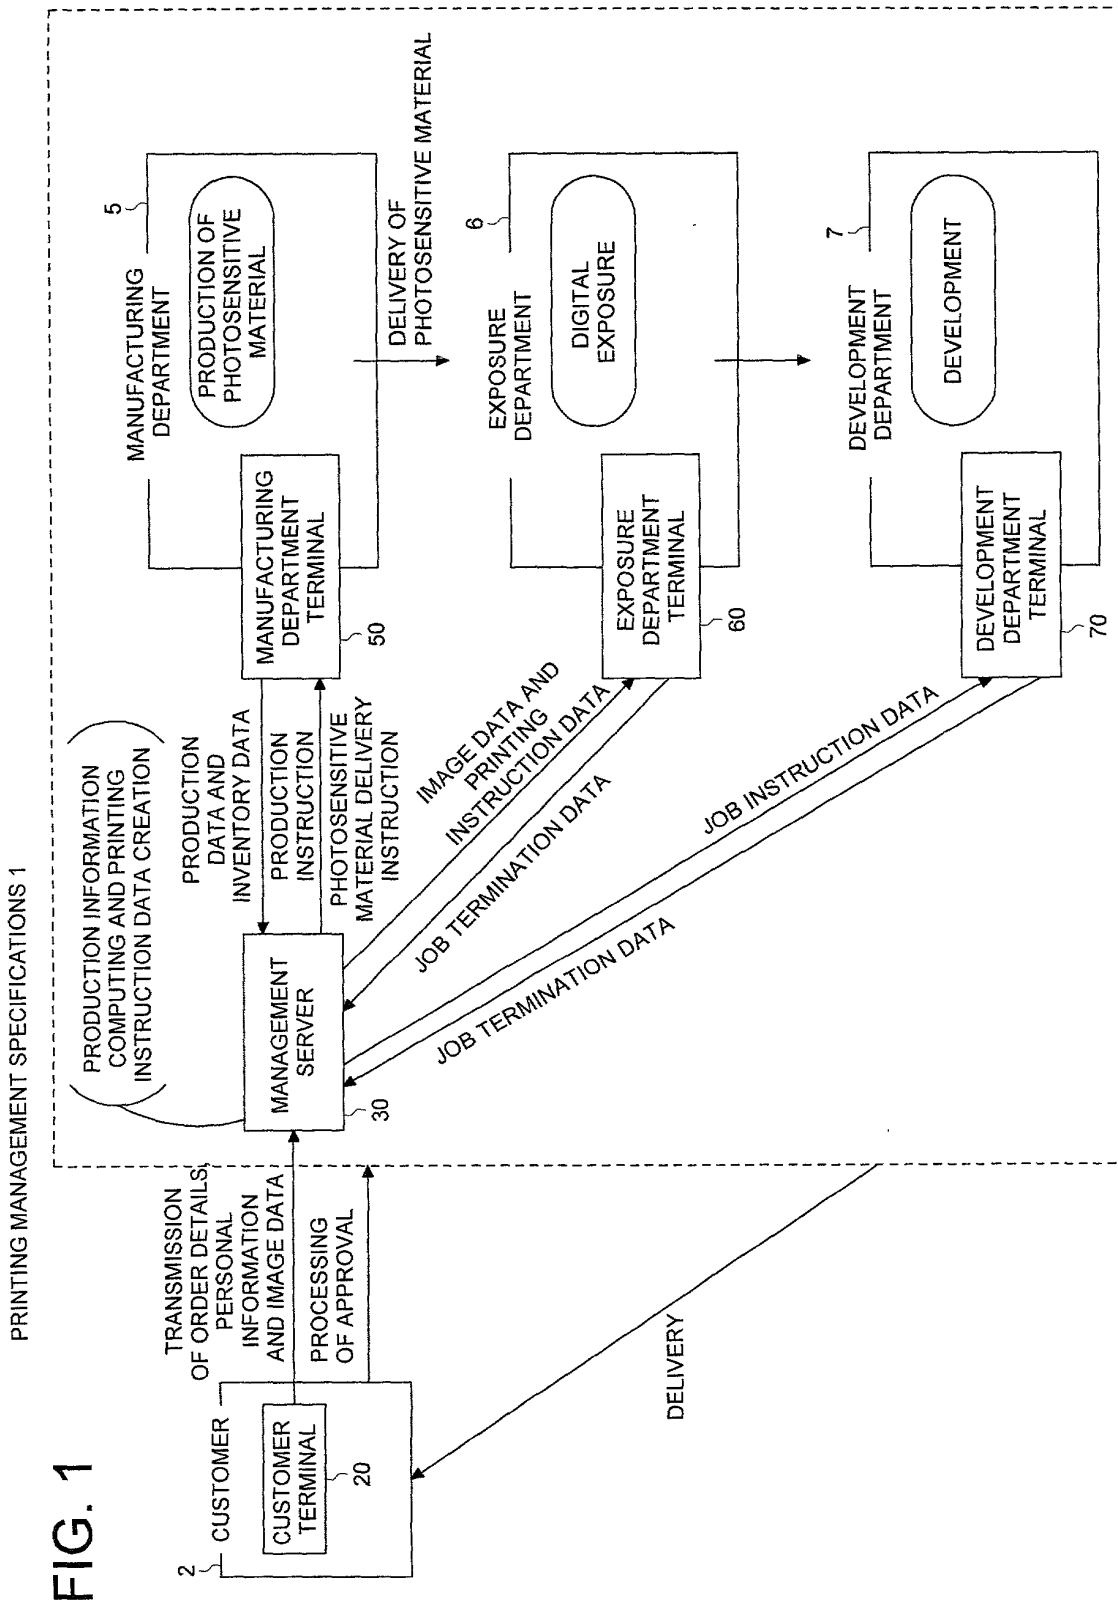 PRINTING MANAGEMENT SPECIFICATIONS 1
FIG. 1
2
CUSTOMER
CUSTOMER
TERMINAL
20
TRANSMISSION
OF ORDER DETAILS,
PERSONAL
INFORMATION
AND IMAGE DATA
PROCESSING
OF APPROVAL
DELIVERY
PRODUCTION INFORMATION
COMPUTING AND PRINTING
INSTRUCTION DATA CREATION
MANAGEMENT
SERVER
30
PRODUCTION
DATA AND
INVENTORY DATA
PRODUCTION
INSTRUCTION
PHOTOSENSITIVE
MATERIAL DELIVERY
INSTRUCTION
IMAGE DATA AND
PRINTING
INSTRUCTION DATA
JOB TERMINATION DATA
JOB INSTRUCTION DATA
JOB TERMINATION DATA
MANUFACTURING
DEPARTMENT
5
MANUFACTURING
DEPARTMENT
TERMINAL
50
PRODUCTION OF
PHOTOSENSITIVE
MATERIAL
DELIVERY OF
PHOTOSENSITIVE MATERIAL
EXPOSURE
DEPARTMENT
6
EXPOSURE
DEPARTMENT
TERMINAL
60
DIGITAL
EXPOSURE
DEVELOPMENT
DEPARTMENT
7
DEVELOPMENT
DEPARTMENT
TERMINAL
70
DEVELOPMENT